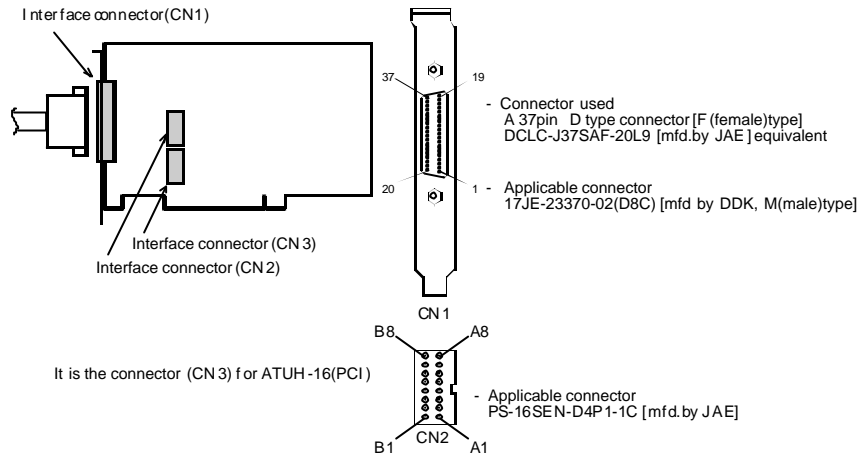 Interface connector(CN1)
37
19
- Connector used
A 37pin D type connector [F (female)type]
DCLC-J37SAF-20L9 [mfd.by JAE] equivalent
20
1
- Applicable connector
17JE-23370-02(D8C) [mfd by DDK, M(male)type]
Interface connector (CN3)
Interface connector (CN2)
CN1
B8
A8
It is the connector (CN3) for ATUH-16(PCI)
- Applicable connector
PS-16SEN-D4P1-1C [mfd.by JAE]
CN2
B1
A1